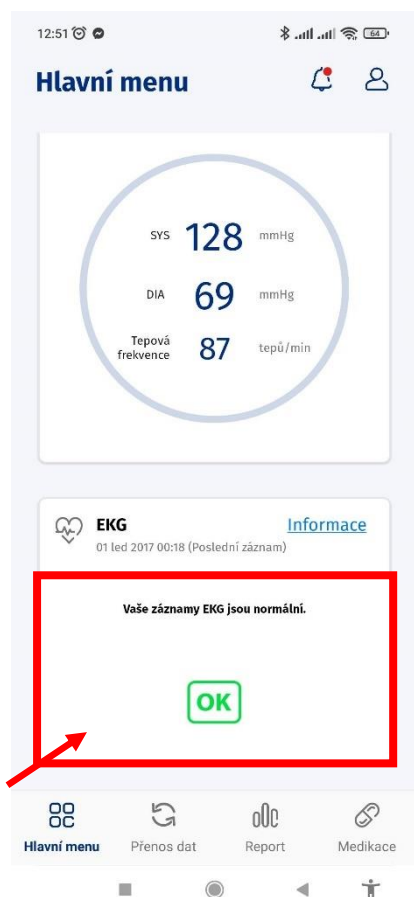 12:51 64
Hlavní menu
SYS 128 mmHg
DIA 69 mmHg
Tepová
frekvence 87 tepů/min
EKG Informace
01 led 2017 00:18 (Poslední záznam)
Vaše záznamy EKG jsou normální.
OK
Hlavní menu Přenos dat Report Medikace